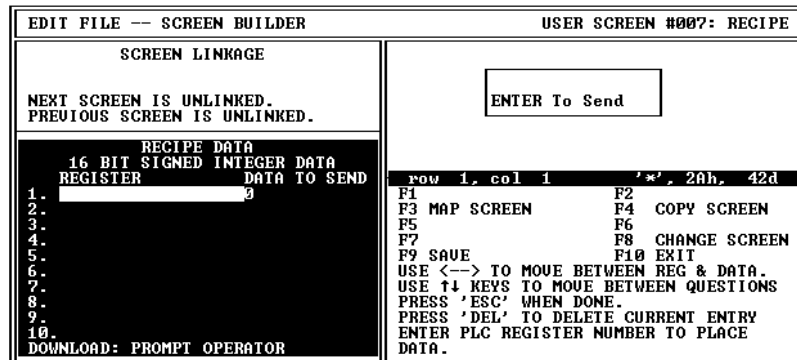 EDIT FILE -- SCREEN BUILDER
USER SCREEN #007: RECIPE
SCREEN LINKAGE
NEXT SCREEN IS UNLINKED.
PREVIOUS SCREEN IS UNLINKED.
RECIPE DATA
16 BIT SIGNED INTEGER DATA
REGISTER DATA TO SEND
1. 0
2.
3.
4.
5.
6.
7.
8.
9.
10.
DOWNLOAD: PROMPT OPERATOR
ENTER To Send
row 1, col 1 '*', 2Ah, 42d
F1 F2
F3 MAP SCREEN F4 COPY SCREEN
F5 F6
F7 F8 CHANGE SCREEN
F9 SAVE F10 EXIT
USE <--> TO MOVE BETWEEN REG & DATA.
USE ↑↓ KEYS TO MOVE BETWEEN QUESTIONS
PRESS 'ESC' WHEN DONE.
PRESS 'DEL' TO DELETE CURRENT ENTRY
ENTER PLC REGISTER NUMBER TO PLACE
DATA.